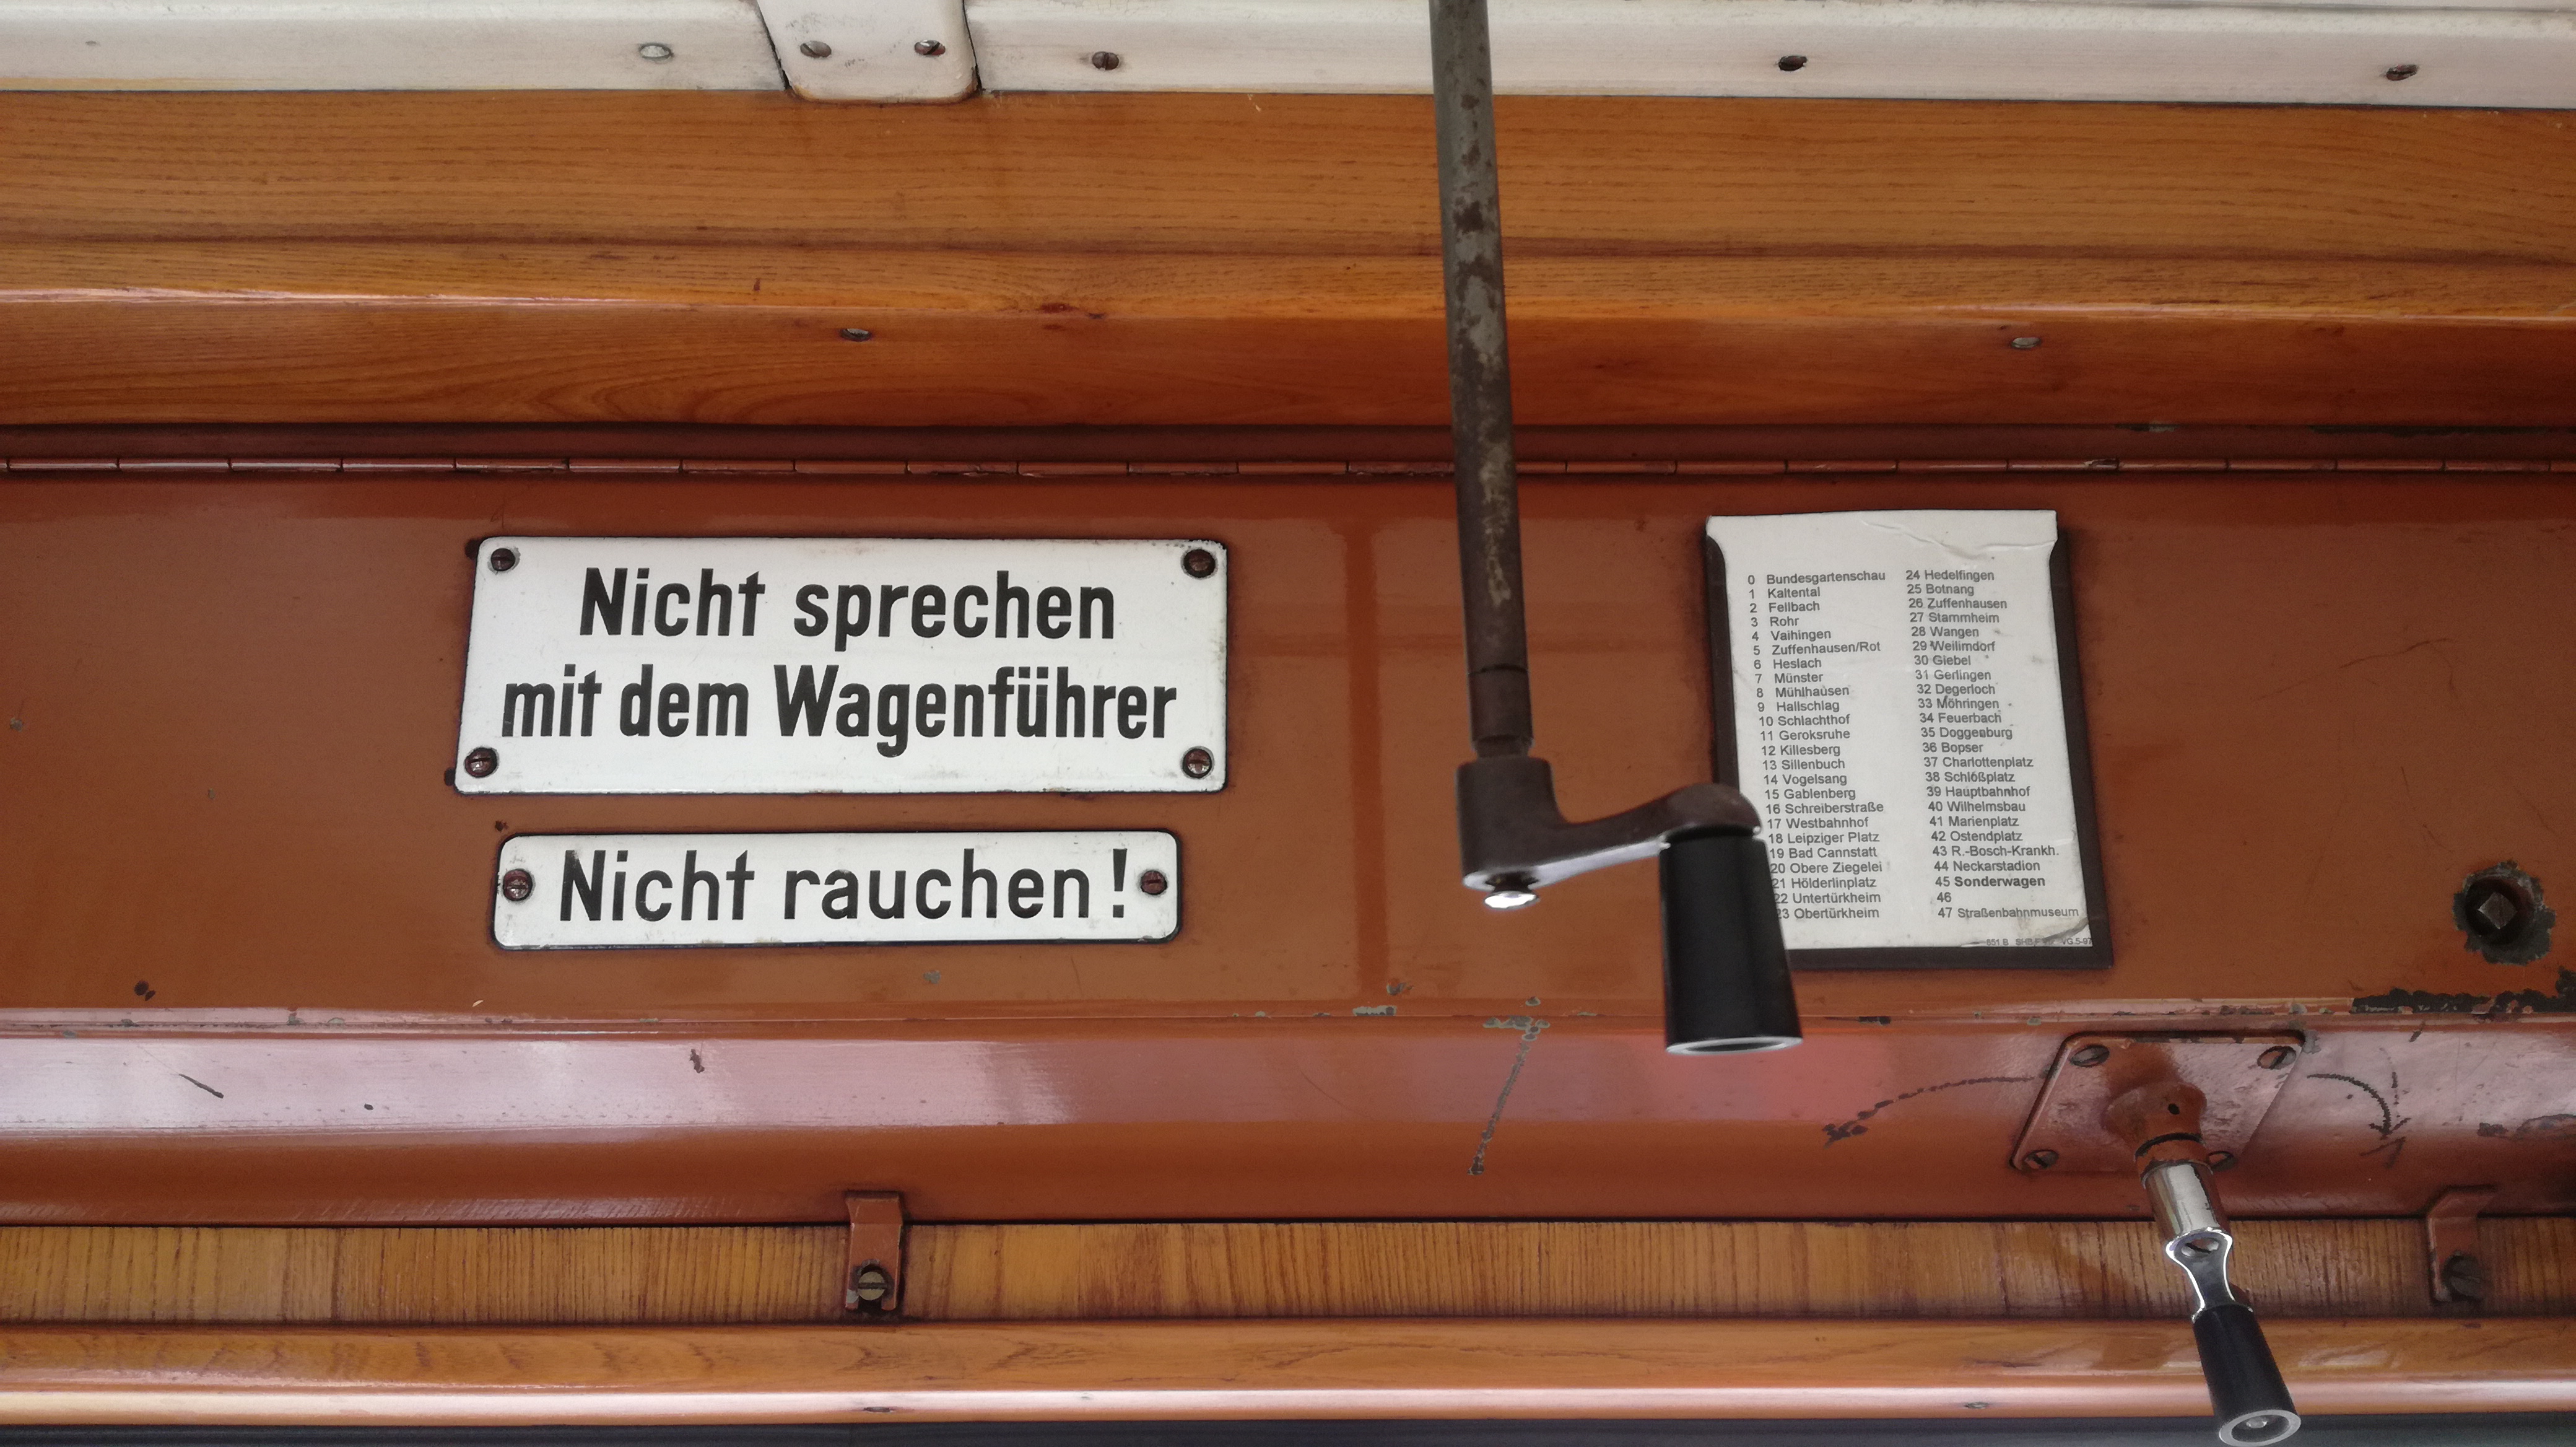 Nicht sprechen
mit dem Wagenführer
Nicht rauchen!
0 Bundesgartenschau
1 Kaltental
2 Fellbach
3 Rohr
4 Vaihingen
5 Zuffenhausen/Rot
6 Heslach
7 Münster
8 Mühlhausen
9 Hallschlag
10 Schlachthof
11 Geroksruhe
12 Killesberg
13 Sillenbuch
14 Vogelsang
15 Gablenberg
16 Schreiberstraße
17 Westbahnhof
18 Leipziger Platz
19 Bad Cannstatt
20 Obere Ziegelei
21 Hölderlinplatz
22 Untertürkheim
23 Obertürkheim
24 Hedelfingen
25 Botnang
26 Zuffenhausen
27 Stammheim
28 Wangen
29 Weilimdorf
30 Giebel
31 Gerlingen
32 Degerloch
33 Möhringen
34 Feuerbach
35 Doggenburg
36 Bopser
37 Charlottenplatz
38 Schloßplatz
39 Hauptbahnhof
40 Wilhelmsbau
41 Marienplatz
42 Ostendplatz
43 R.-Bosch-Krankh.
44 Neckarstadion
45 Sonderwagen
46
47 Straßenbahnmuseum